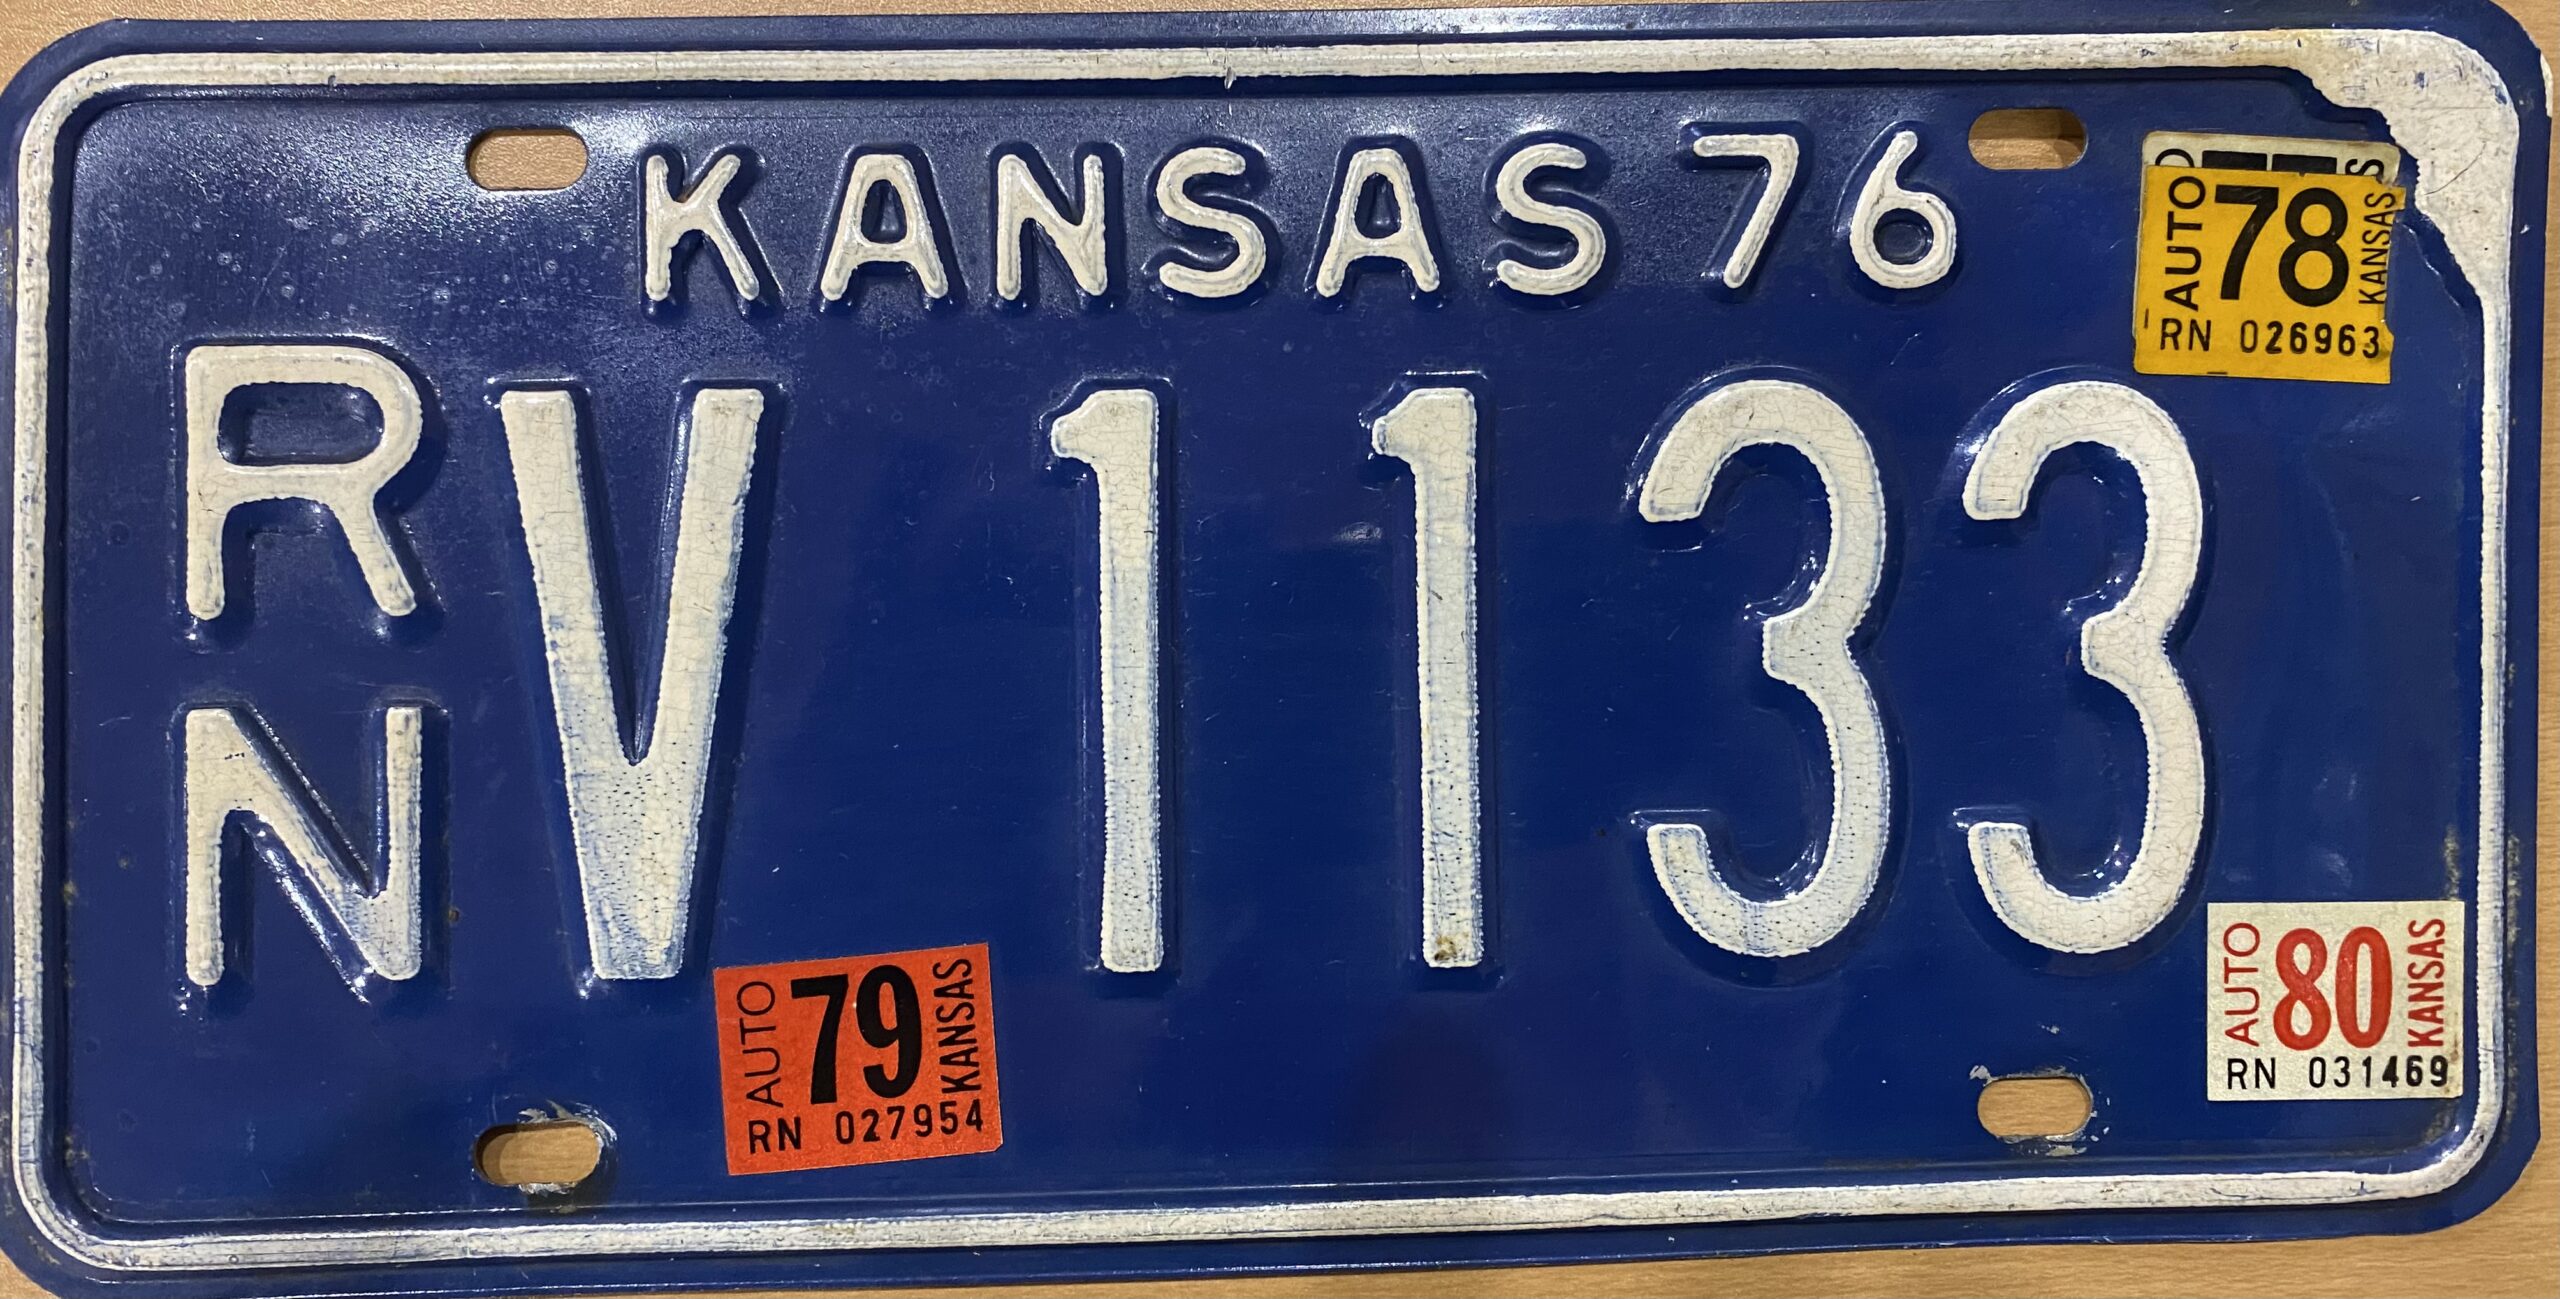 KANSAS 76
77
S
AUTO 78 KANSAS
RN 026963
RN V 1133
AUTO 79 KANSAS
RN 027954
AUTO 80 KANSAS
RN 031469